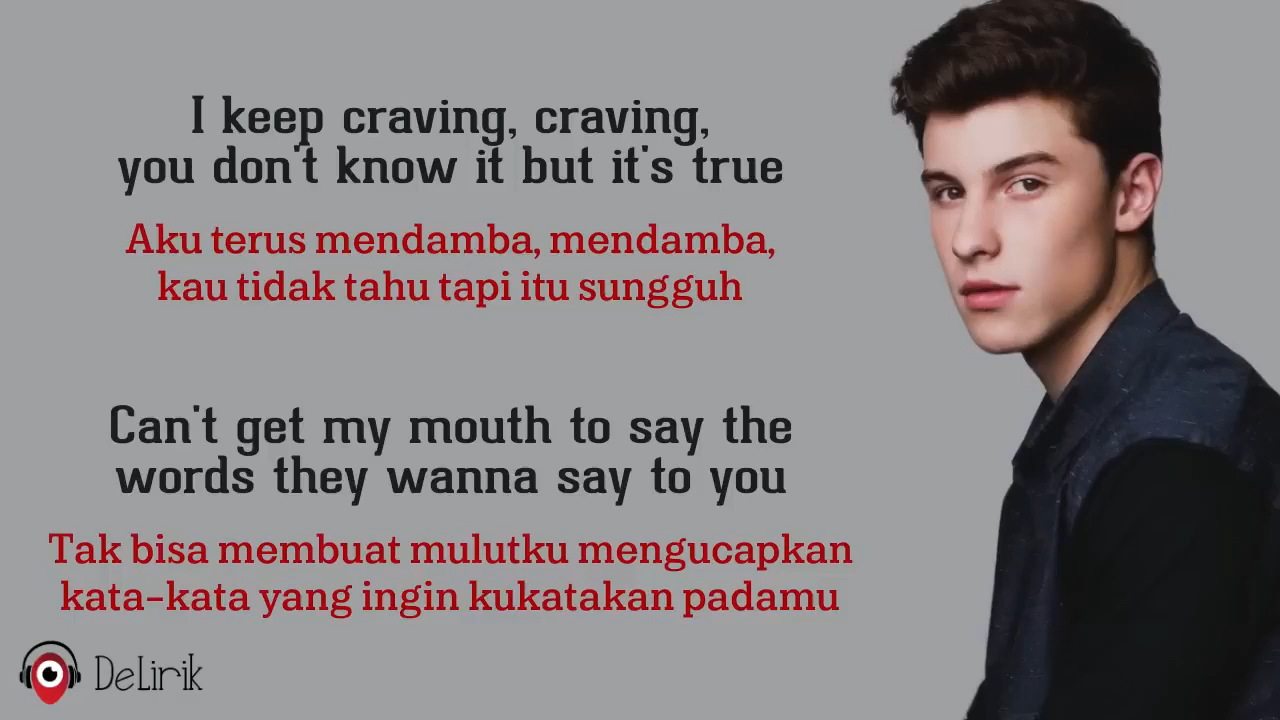 I keep craving, craving,
you don't know it but it's true
Aku terus mendamba, mendamba,
kau tidak tahu tapi itu sungguh
Can't get my mouth to say the
words they wanna say to you
Tak bisa membuat mulutku mengucapkan
kata-kata yang ingin kukatakan padamu
DeLirik